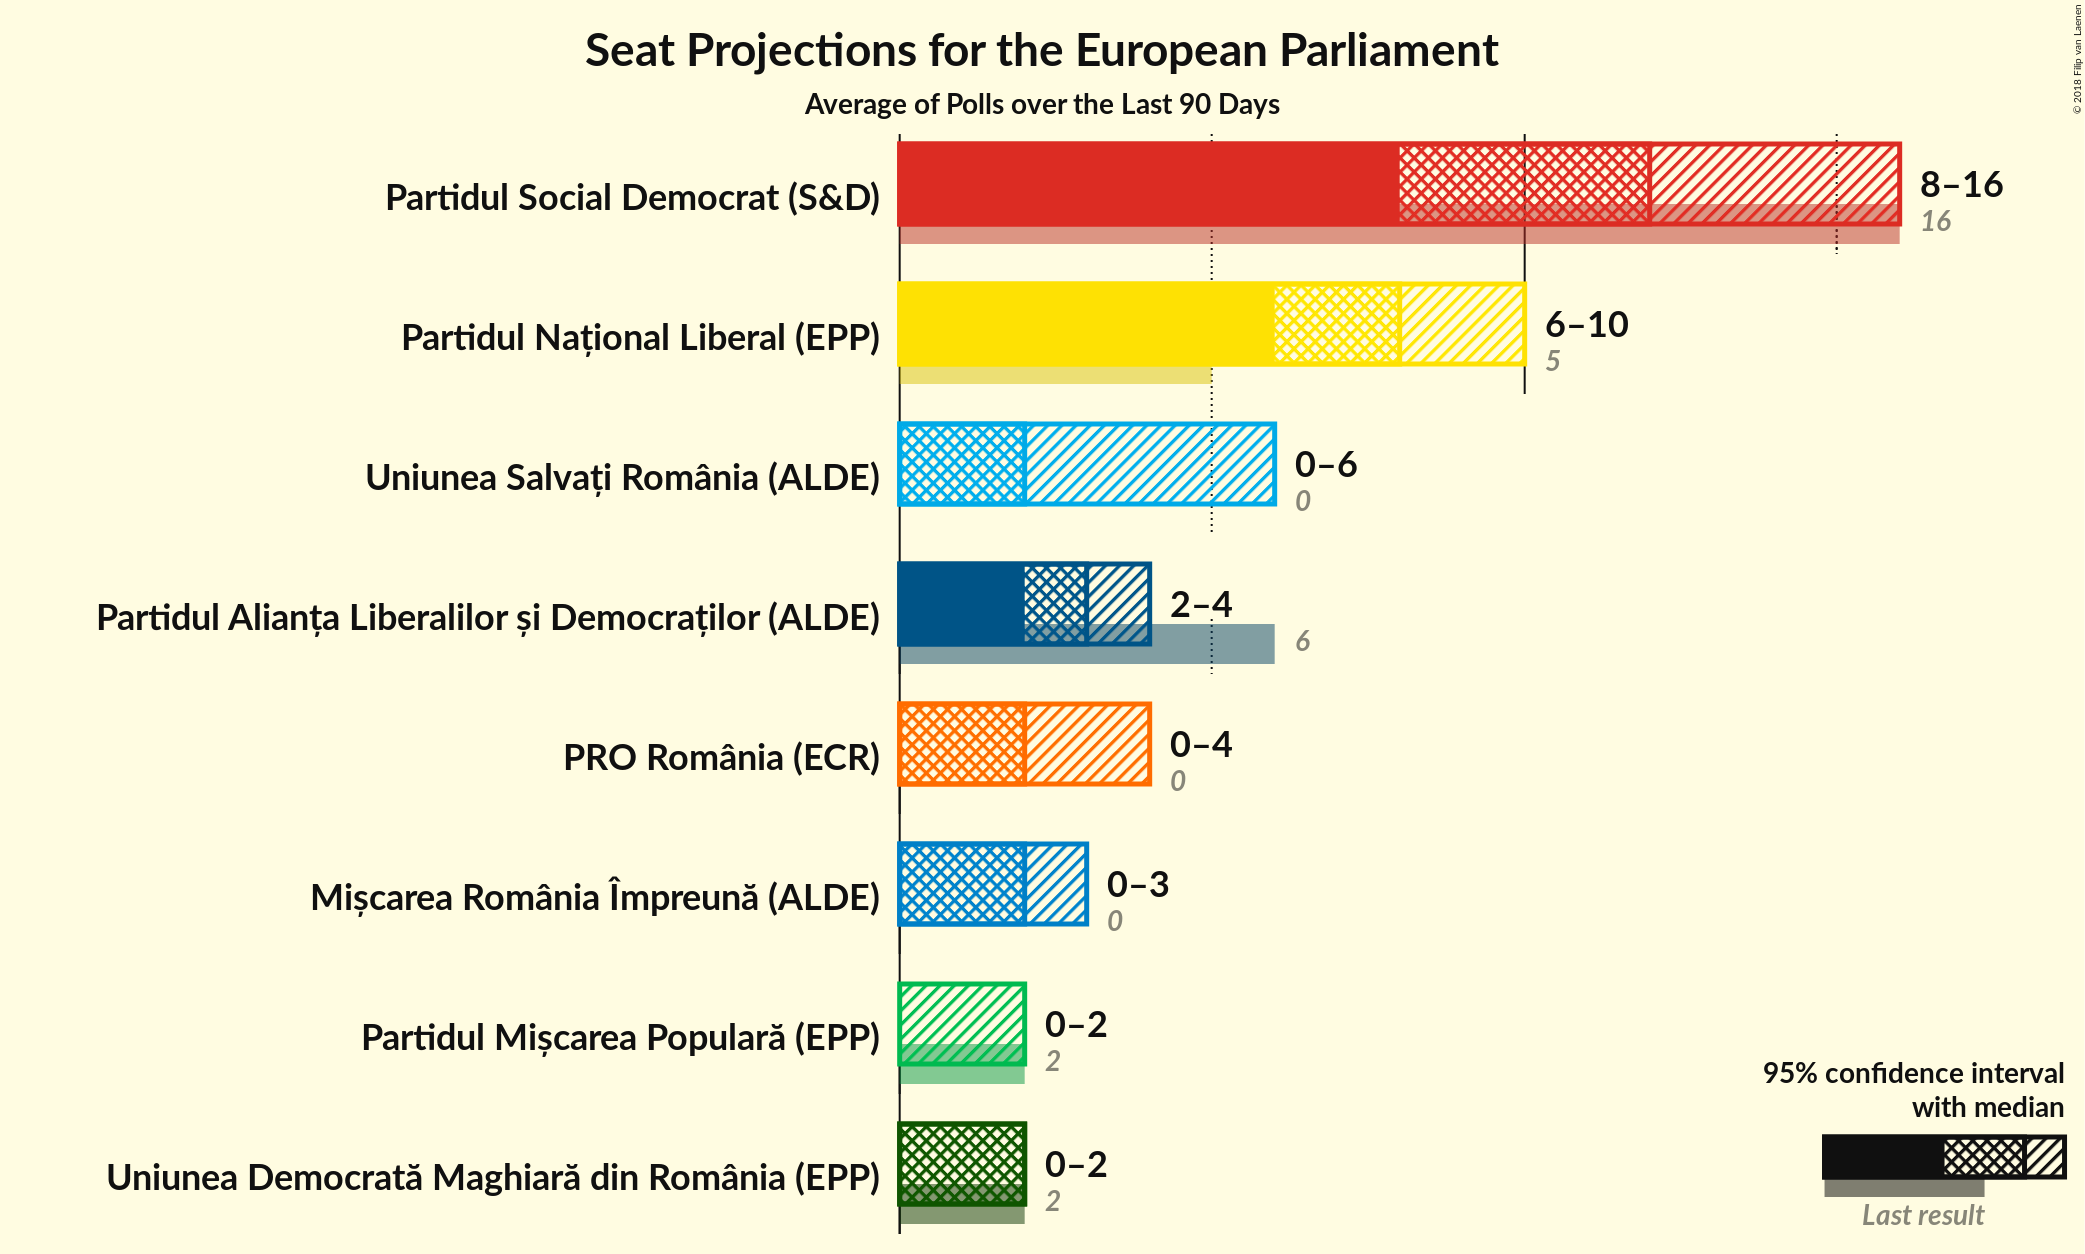 Seat Projections for the European Parliament
Average of Polls over the Last 90 Days
© 2018 Filip van Laenen
Partidul Social Democrat (S&D)
8–16
16
Partidul Național Liberal (EPP)
6–10
5
Uniunea Salvați România (ALDE)
0–6
0
Partidul Alianța Liberalilor și Democraților (ALDE)
2–4
6
PRO România (ECR)
0–4
0
Mișcarea România Împreună (ALDE)
0–3
0
Partidul Mișcarea Populară (EPP)
0–2
2
Uniunea Democrată Maghiară din România (EPP)
0–2
2
95% confidence interval
with median
Last result